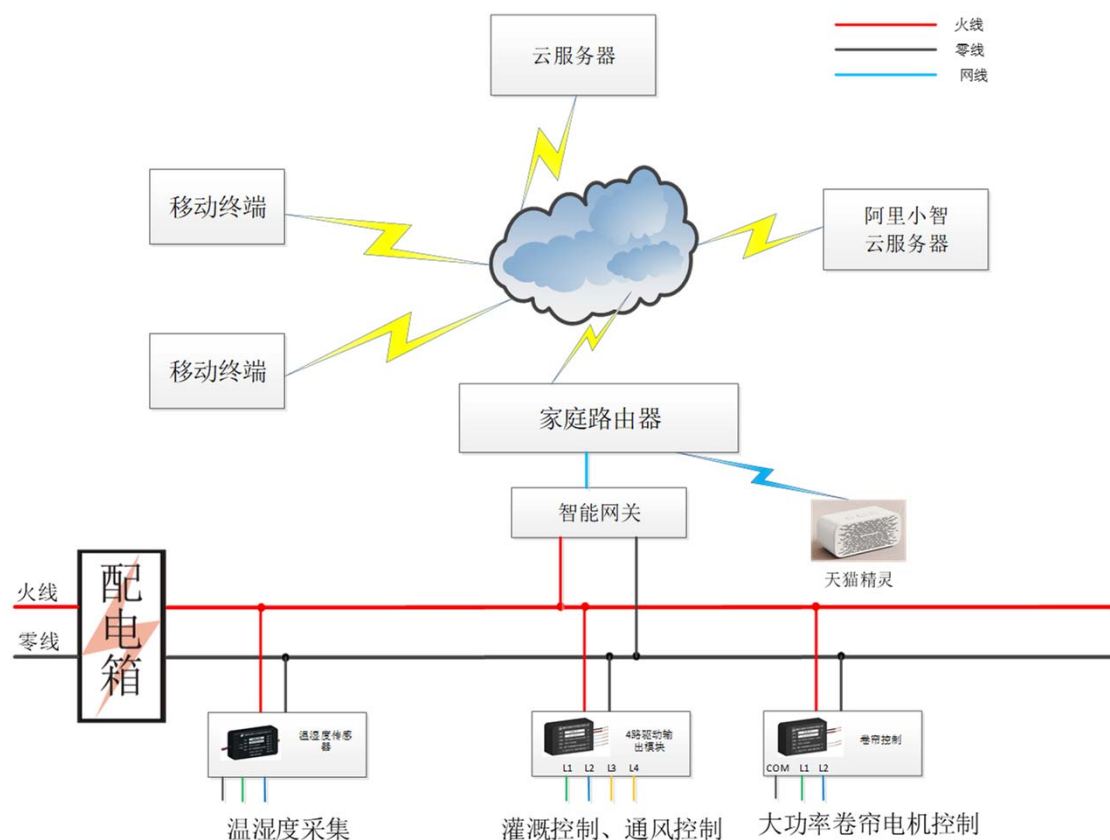 火线
零线
网线
云服务器
移动终端
阿里小智
云服务器
移动终端
家庭路由器
智能网关
天猫精灵
配电箱
火线
零线
温湿度传感
器
4路驱动输
出模块
L1 L2 L3 L4
卷帘控制
COM L1 L2
温湿度采集
灌溉控制、通风控制
大功率卷帘电机控制